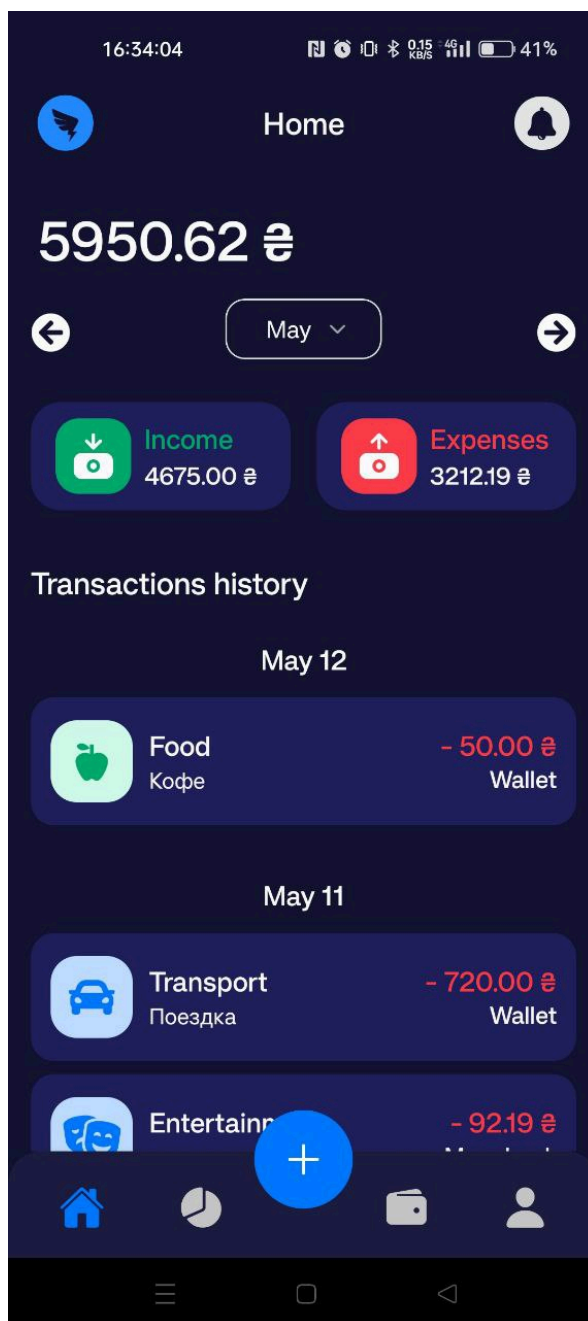 16:34:04 0.15 KB/S 4G 41%
Home
5950.62 ₴
May
Income
4675.00 ₴
Expenses
3212.19 ₴
Transactions history
May 12
Food - 50.00 ₴
Кофе Wallet
May 11
Transport - 720.00 ₴
Поездка Wallet
- 92.19 ₴